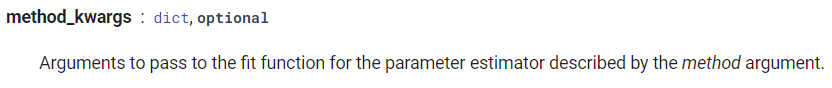 method_kwargs : dict, optional
Arguments to pass to the fit function for the parameter estimator described by the method argument.